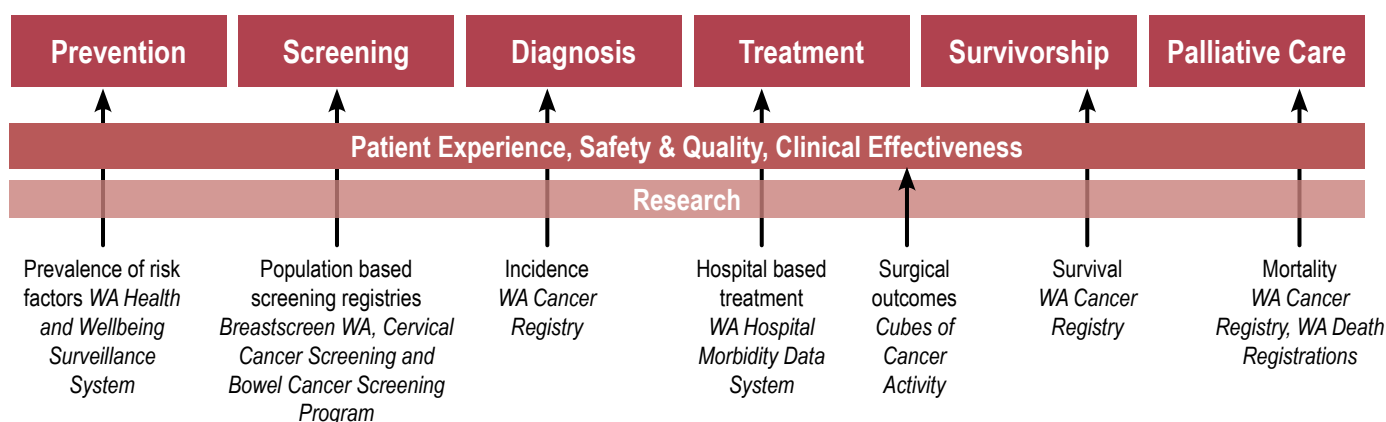 Prevention
Screening
Diagnosis
Treatment
Survivorship
Palliative Care
Patient Experience, Safety & Quality, Clinical Effectiveness
Research
Prevalence of risk
factors WA Health
and Wellbeing
Surveillance
System
Population based
screening registries
Breastscreen WA, Cervical
Cancer Screening and
Bowel Cancer Screening
Program
Incidence
WA Cancer
Registry
Hospital based
treatment
WA Hospital
Morbidity Data
System
Surgical
outcomes
Cubes of
Cancer
Activity
Survival
WA Cancer
Registry
Mortality
WA Cancer
Registry, WA Death
Registrations